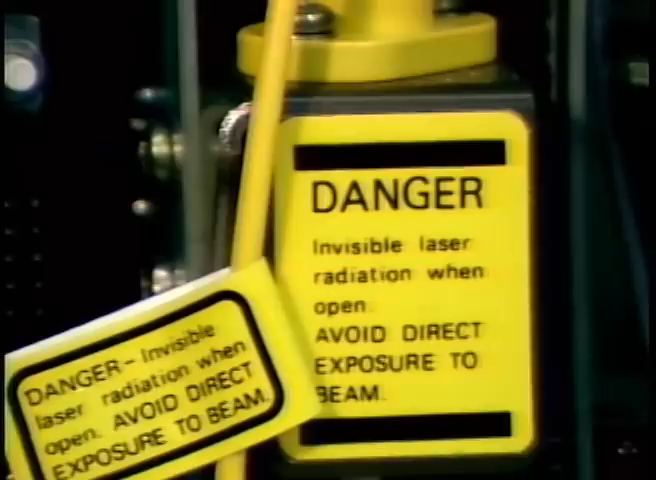 DANGER
Invisible laser
radiation when
open.
AVOID DIRECT
EXPOSURE TO
BEAM.
DANGER - Invisible
laser radiation when
open. AVOID DIRECT
EXPOSURE TO BEAM.